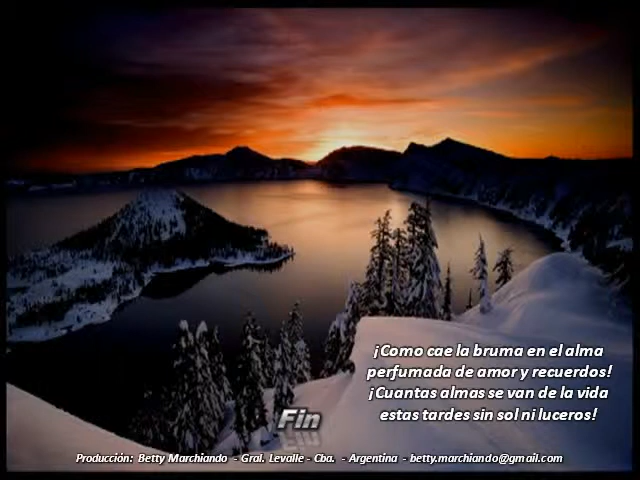 ¡Como cae la bruma en el alma
perfumada de amor y recuerdos!
¡Cuantas almas se van de la vida
estas tardes sin sol ni luceros!
Fin
Producción: Betty Marchiando - Gral. Levalle - Cba. - Argentina - betty.marchiando@gmail.com